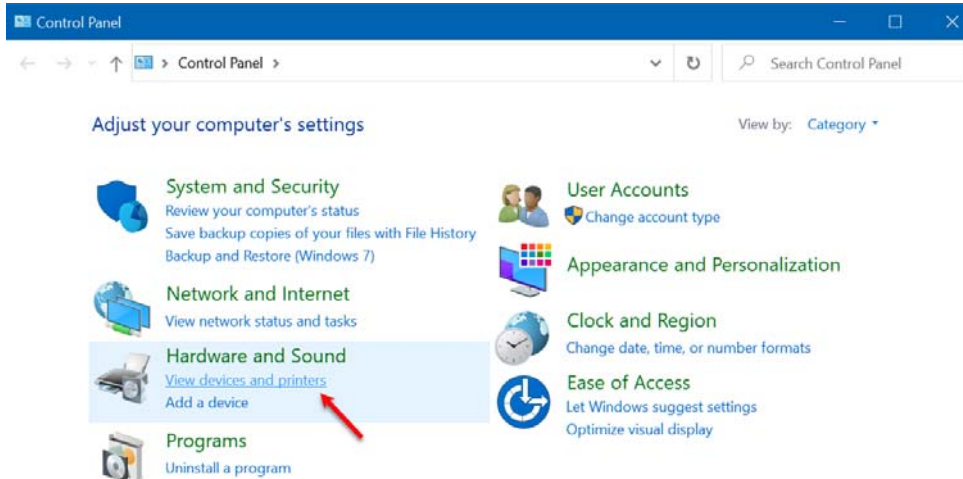 Control Panel
Control Panel
Search Control Panel
Adjust your computer's settings
View by: Category
System and Security
Review your computer's status
Save backup copies of your files with File History
Backup and Restore (Windows 7)
Network and Internet
View network status and tasks
Hardware and Sound
View devices and printers
Add a device
Programs
Uninstall a program
User Accounts
Change account type
Appearance and Personalization
Clock and Region
Change date, time, or number formats
Ease of Access
Let Windows suggest settings
Optimize visual display